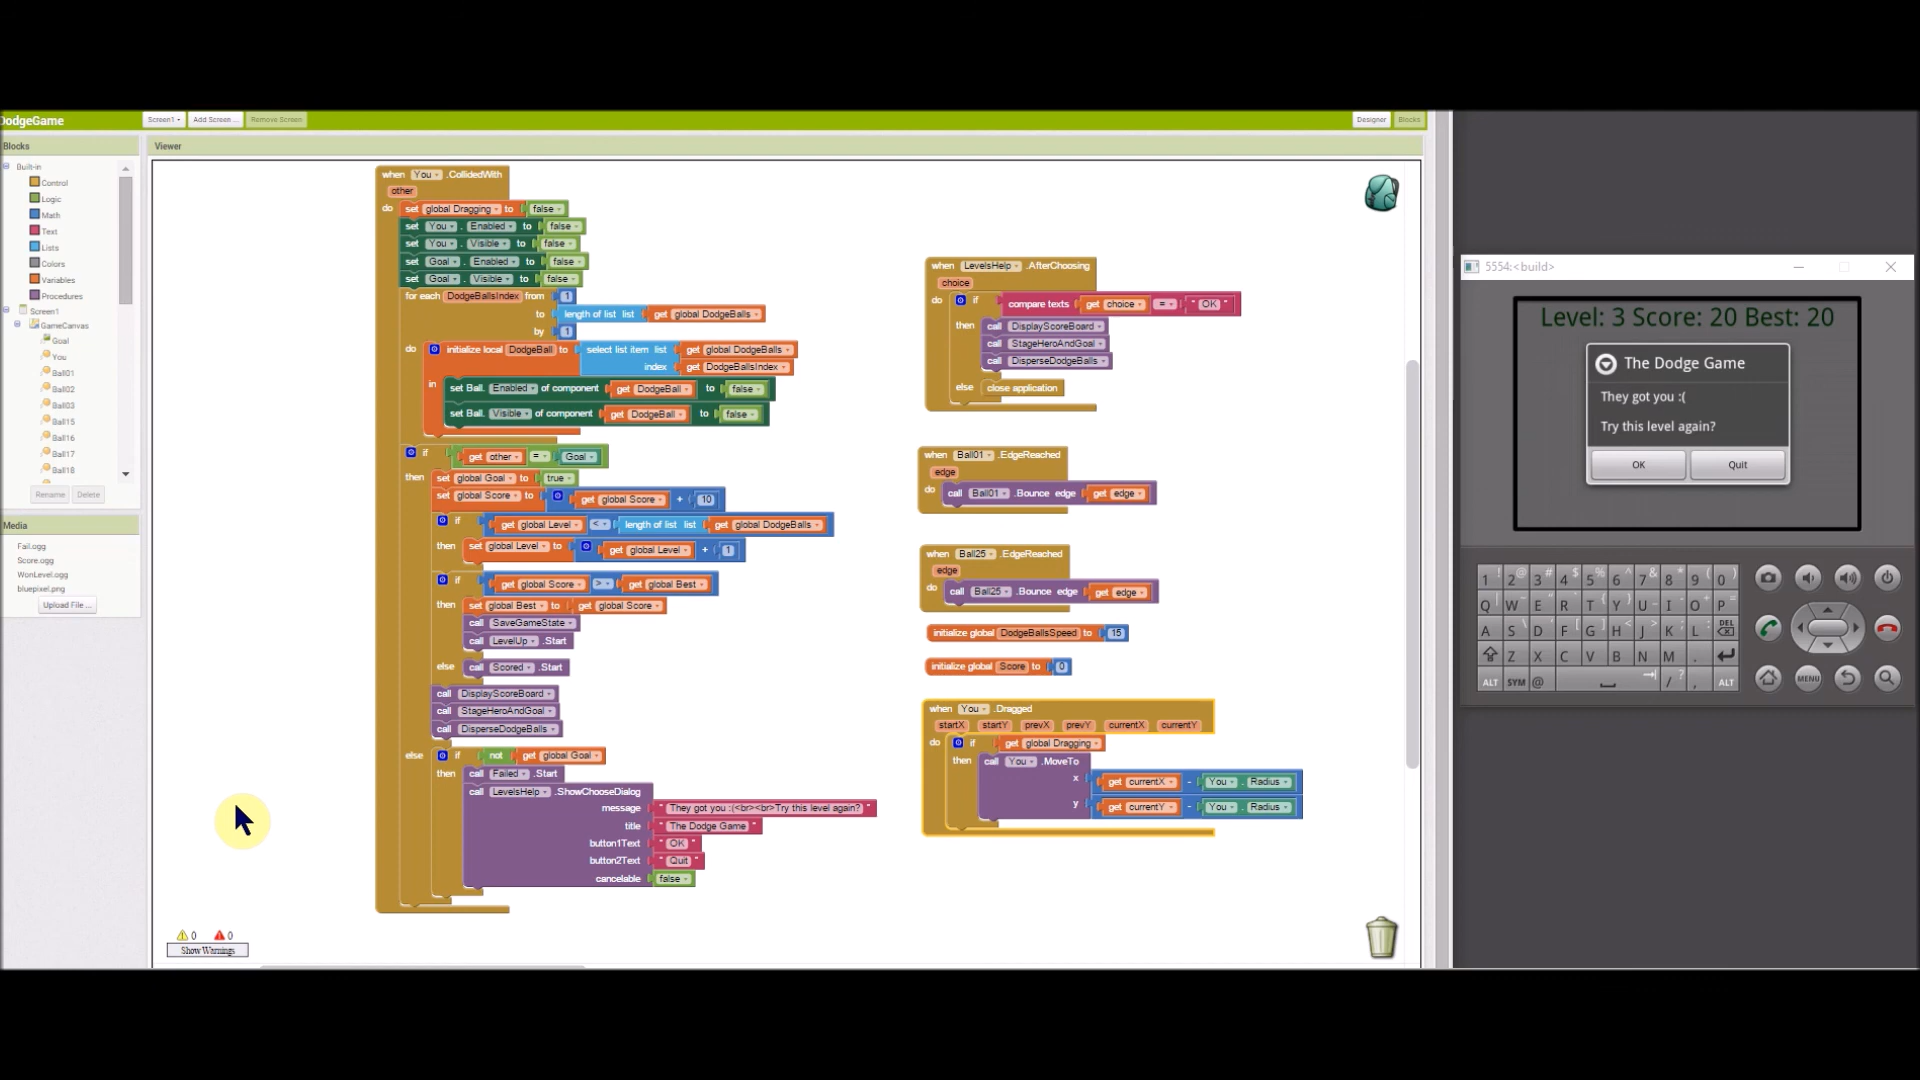 DodgeGame
Screen1
Add Screen ...
Remove Screen
Designer
Blocks
Blocks
Viewer
Built-in
Control
Logic
Math
Text
Lists
Colors
Variables
Procedures
Screen1
GameCanvas
Goal
You
Ball01
Ball02
Ball03
Ball15
Ball16
Ball17
Ball18
Rename
Delete
Media
Fail.ogg
Score.ogg
WonLevel.ogg
bluepixel.png
Upload File ...
when You .CollidedWith
other
do set global Dragging to false
set You . Enabled to false
set You . Visible to false
set Goal . Enabled to false
set Goal . Visible to false
for each DodgeBallsIndex from 1
to length of list list get global DodgeBalls
by 1
do initialize local DodgeBall to select list item list get global DodgeBalls
index get DodgeBallsIndex
in set Ball. Enabled of component get DodgeBall to false
set Ball. Visible of component get DodgeBall to false
if get other = Goal
then set global Goal to true
set global Score to get global Score + 10
if get global Level < length of list list get global DodgeBalls
then set global Level to get global Level + 1
if get global Score > get global Best
then set global Best to get global Score
call SaveGameState
call LevelUp .Start
else call Scored .Start
call DisplayScoreBoard
call StageHeroAndGoal
call DisperseDodgeBalls
else if not get global Goal
then call Failed .Start
call LevelsHelp .ShowChooseDialog
message " They got you :(<br><br>Try this level again? "
title " The Dodge Game "
button1Text " OK "
button2Text " Quit "
cancelable false
0 0
Show Warnings
when LevelsHelp .AfterChoosing
choice
do if compare texts get choice = " OK "
then call DisplayScoreBoard
call StageHeroAndGoal
call DisperseDodgeBalls
else close application
when Ball01 .EdgeReached
edge
do call Ball01 .Bounce edge get edge
when Ball25 .EdgeReached
edge
do call Ball25 .Bounce edge get edge
initialize global DodgeBallsSpeed to 15
initialize global Score to 0
when You .Dragged
startX startY prevX prevY currentX currentY
do if get global Dragging
then call You .MoveTo
x get currentX - You . Radius
y get currentY - You . Radius
5554:<build>
Level: 3 Score: 20 Best: 20
The Dodge Game
They got you :(
Try this level again?
OK
Quit
1 ! 2 @ 3 # 4 $ 5 % 6 ^ 7 & 8 * 9 ( 0 )
Q W E R T Y U I O P
A S D F G H J K L DEL
Z X C V B N M .
ALT SYM @ / ? , ALT
MENU